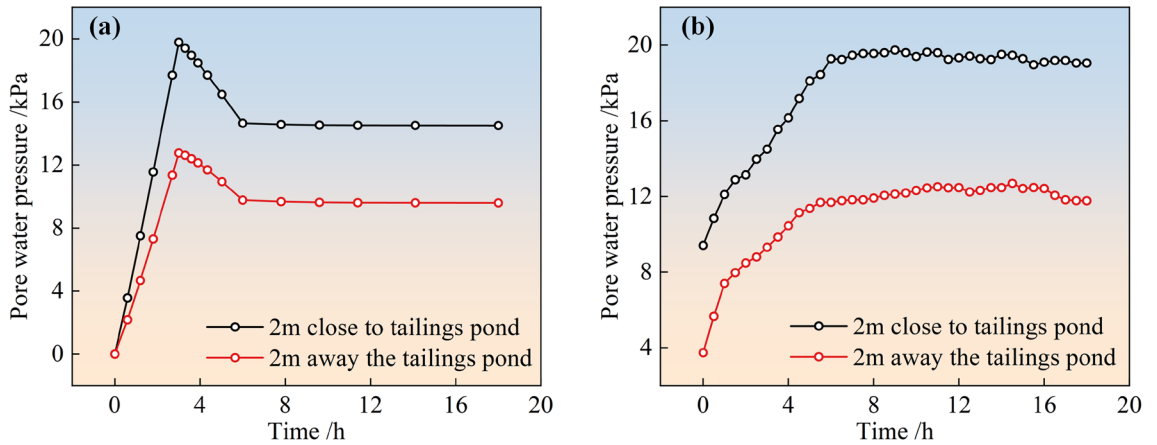 (a)
Pore water pressure /kPa
20
16
12
8
4
0
2m close to tailings pond
2m away the tailings pond
0 4 8 12 16 20
Time /h
(b)
Pore water pressure /kPa
20
16
12
8
4
2m close to tailings pond
2m away the tailings pond
0 4 8 12 16 20
Time /h